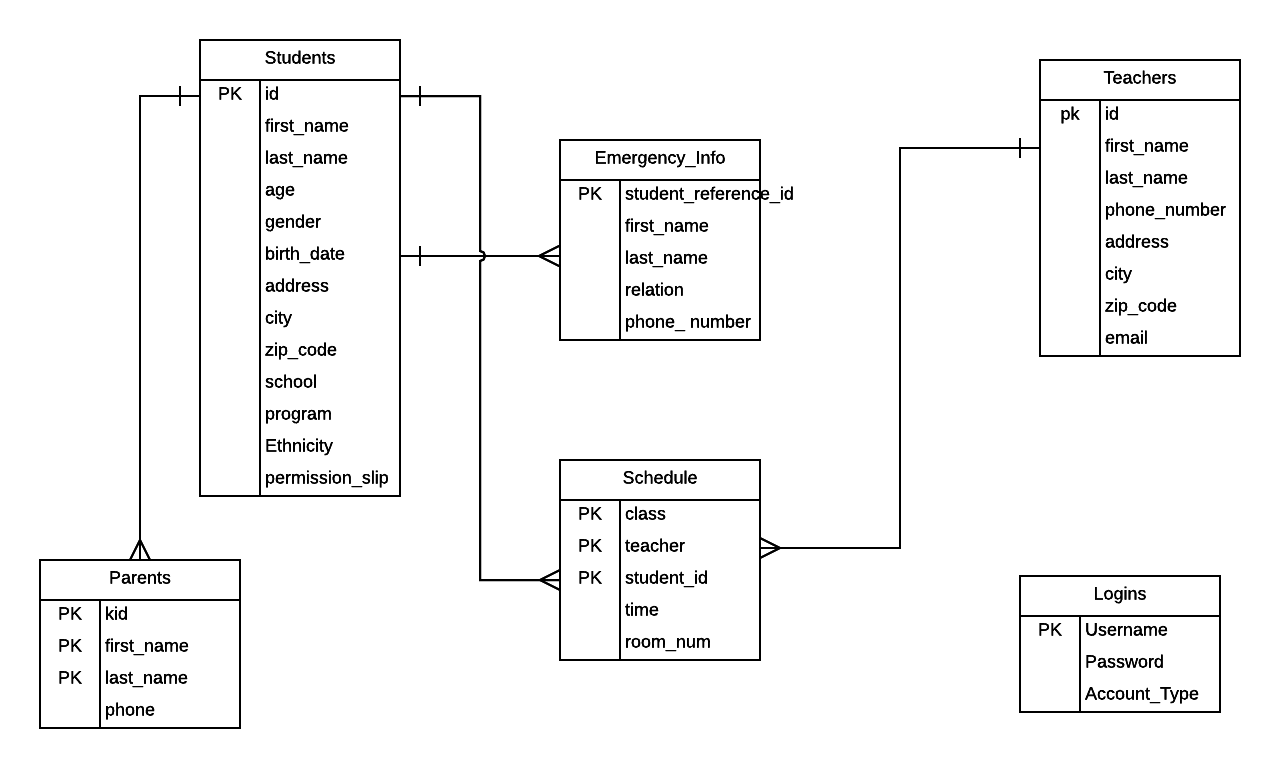 Students
PK id
first_name
last_name
age
gender
birth_date
address
city
zip_code
school
program
Ethnicity
permission_slip
Emergency_Info
PK student_reference_id
first_name
last_name
relation
phone_ number
Teachers
pk id
first_name
last_name
phone_number
address
city
zip_code
email
Parents
PK kid
PK first_name
PK last_name
phone
Schedule
PK class
PK teacher
PK student_id
time
room_num
Logins
PK Username
Password
Account_Type